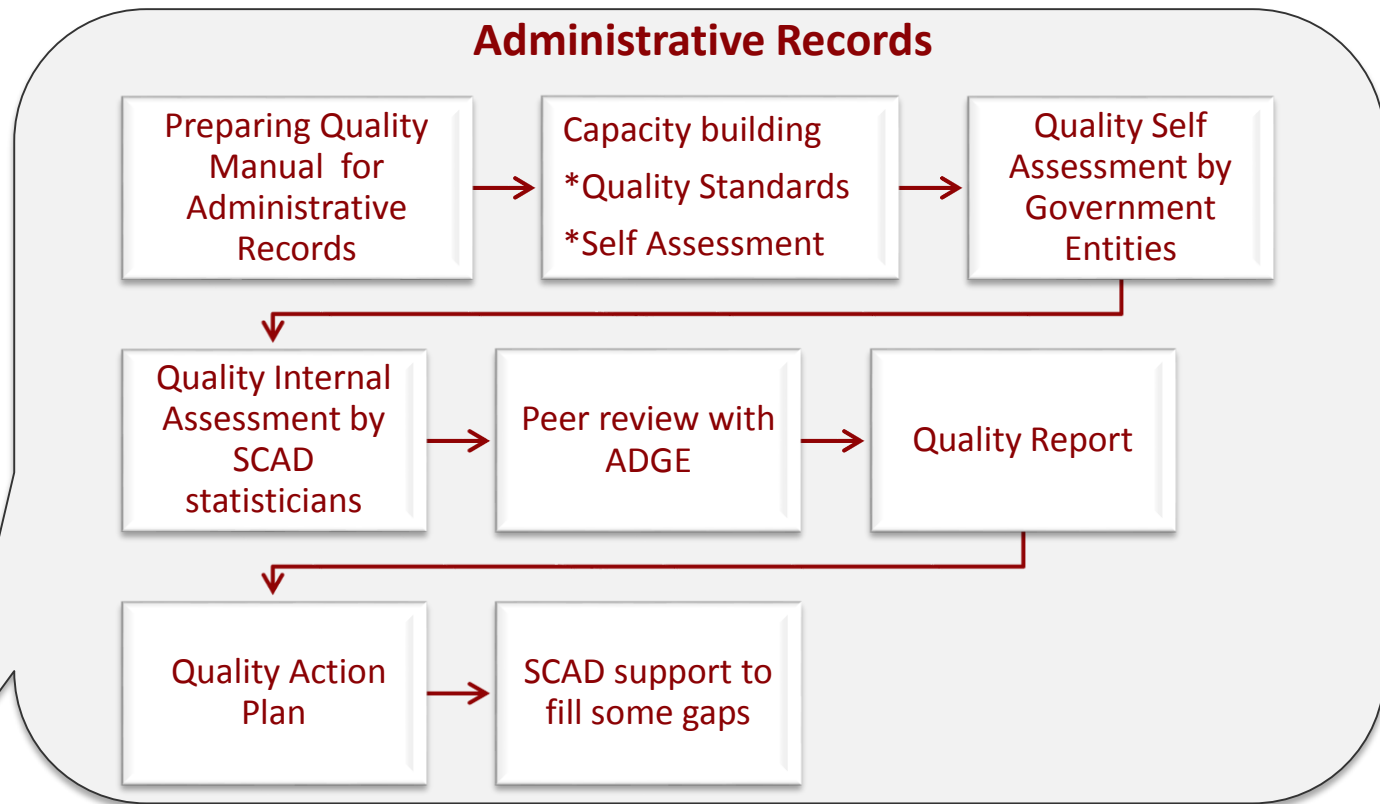 Administrative Records
Preparing Quality
Manual for
Administrative
Records
Capacity building
*Quality Standards
*Self Assessment
Quality Self
Assessment by
Government
Entities
Quality Internal
Assessment by
SCAD
statisticians
Peer review with
ADGE
Quality Report
Quality Action
Plan
SCAD support to
fill some gaps